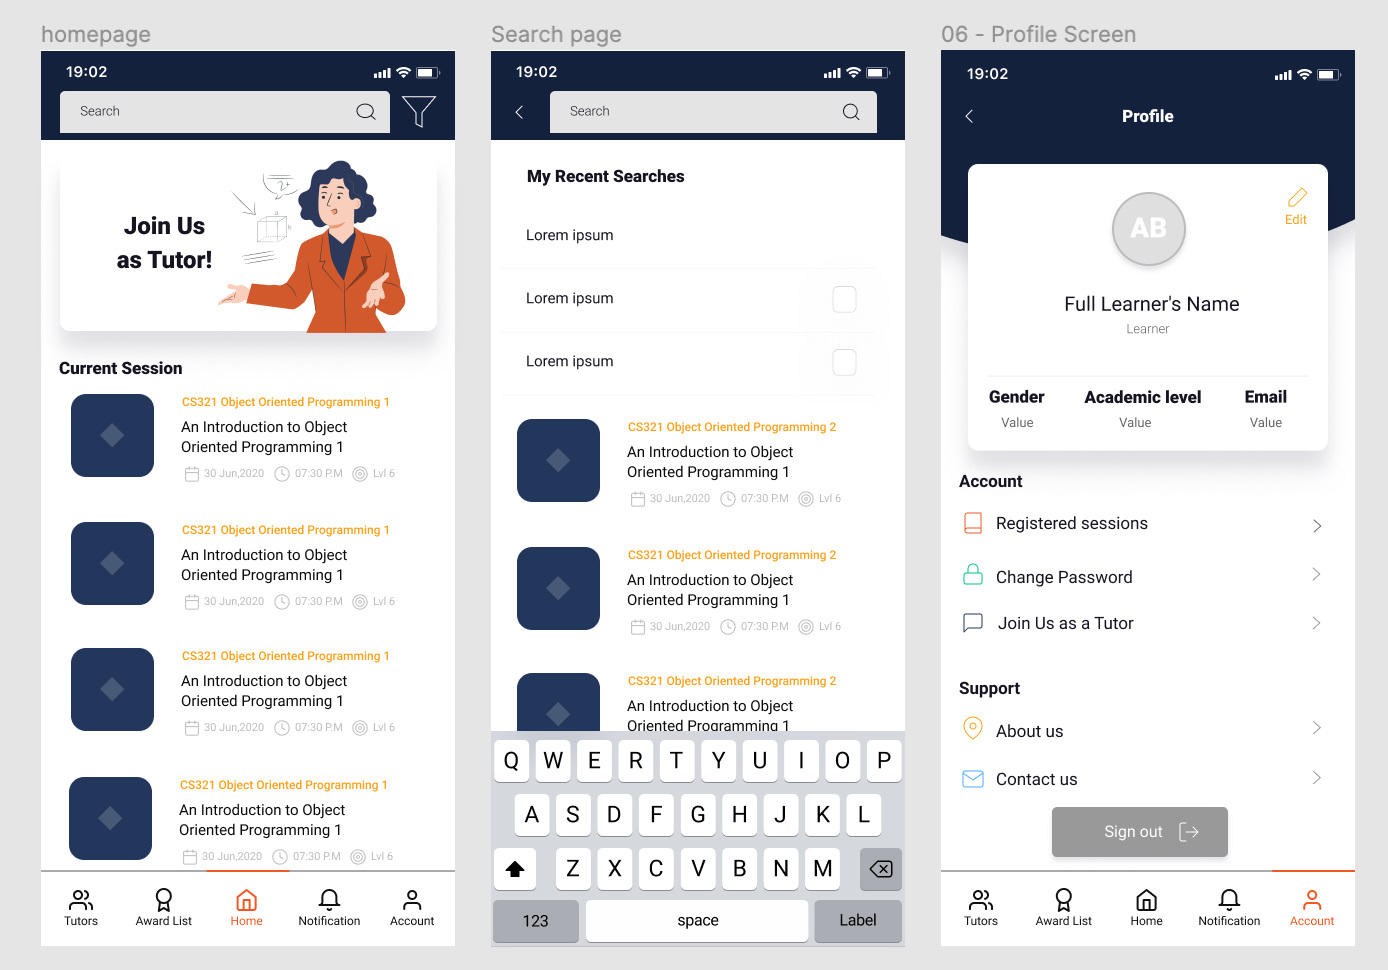 homepage
19:02
Search
Join Us
as Tutor!
2+
Current Session
CS321 Object Oriented Programming 1
An Introduction to Object
Oriented Programming 1
30 Jun,2020 07:30 P.M Lvl 6
CS321 Object Oriented Programming 1
An Introduction to Object
Oriented Programming 1
30 Jun,2020 07:30 P.M Lvl 6
CS321 Object Oriented Programming 1
An Introduction to Object
Oriented Programming 1
30 Jun,2020 07:30 P.M Lvl 6
CS321 Object Oriented Programming 1
An Introduction to Object
Oriented Programming 1
30 Jun,2020 07:30 P.M Lvl 6
Tutors Award List Home Notification Account
Search page
19:02
Search
My Recent Searches
Lorem ipsum
Lorem ipsum
Lorem ipsum
CS321 Object Oriented Programming 2
An Introduction to Object
Oriented Programming 1
30 Jun,2020 07:30 P.M Lvl 6
CS321 Object Oriented Programming 2
An Introduction to Object
Oriented Programming 1
30 Jun,2020 07:30 P.M Lvl 6
CS321 Object Oriented Programming 2
An Introduction to Object
Oriented Programming 1
Q W E R T Y U I O P
A S D F G H J K L
Z X C V B N M
123 space Label
06 - Profile Screen
19:02
Profile
Edit
AB
Full Learner's Name
Learner
Gender Academic level Email
Value Value Value
Account
Registered sessions
Change Password
Join Us as a Tutor
Support
About us
Contact us
Sign out
Tutors Award List Home Notification Account